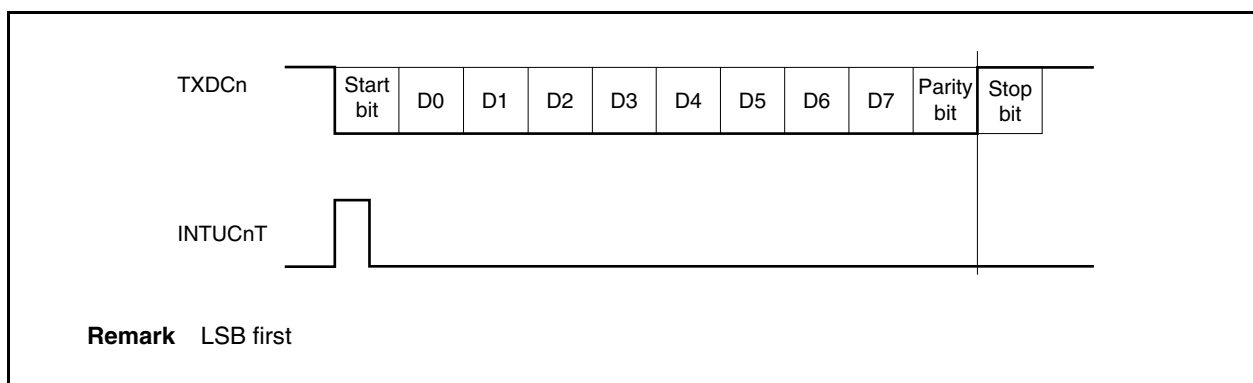 TXDCn
Start bit
D0
D1
D2
D3
D4
D5
D6
D7
Parity bit
Stop bit
INTUCnT
Remark LSB first